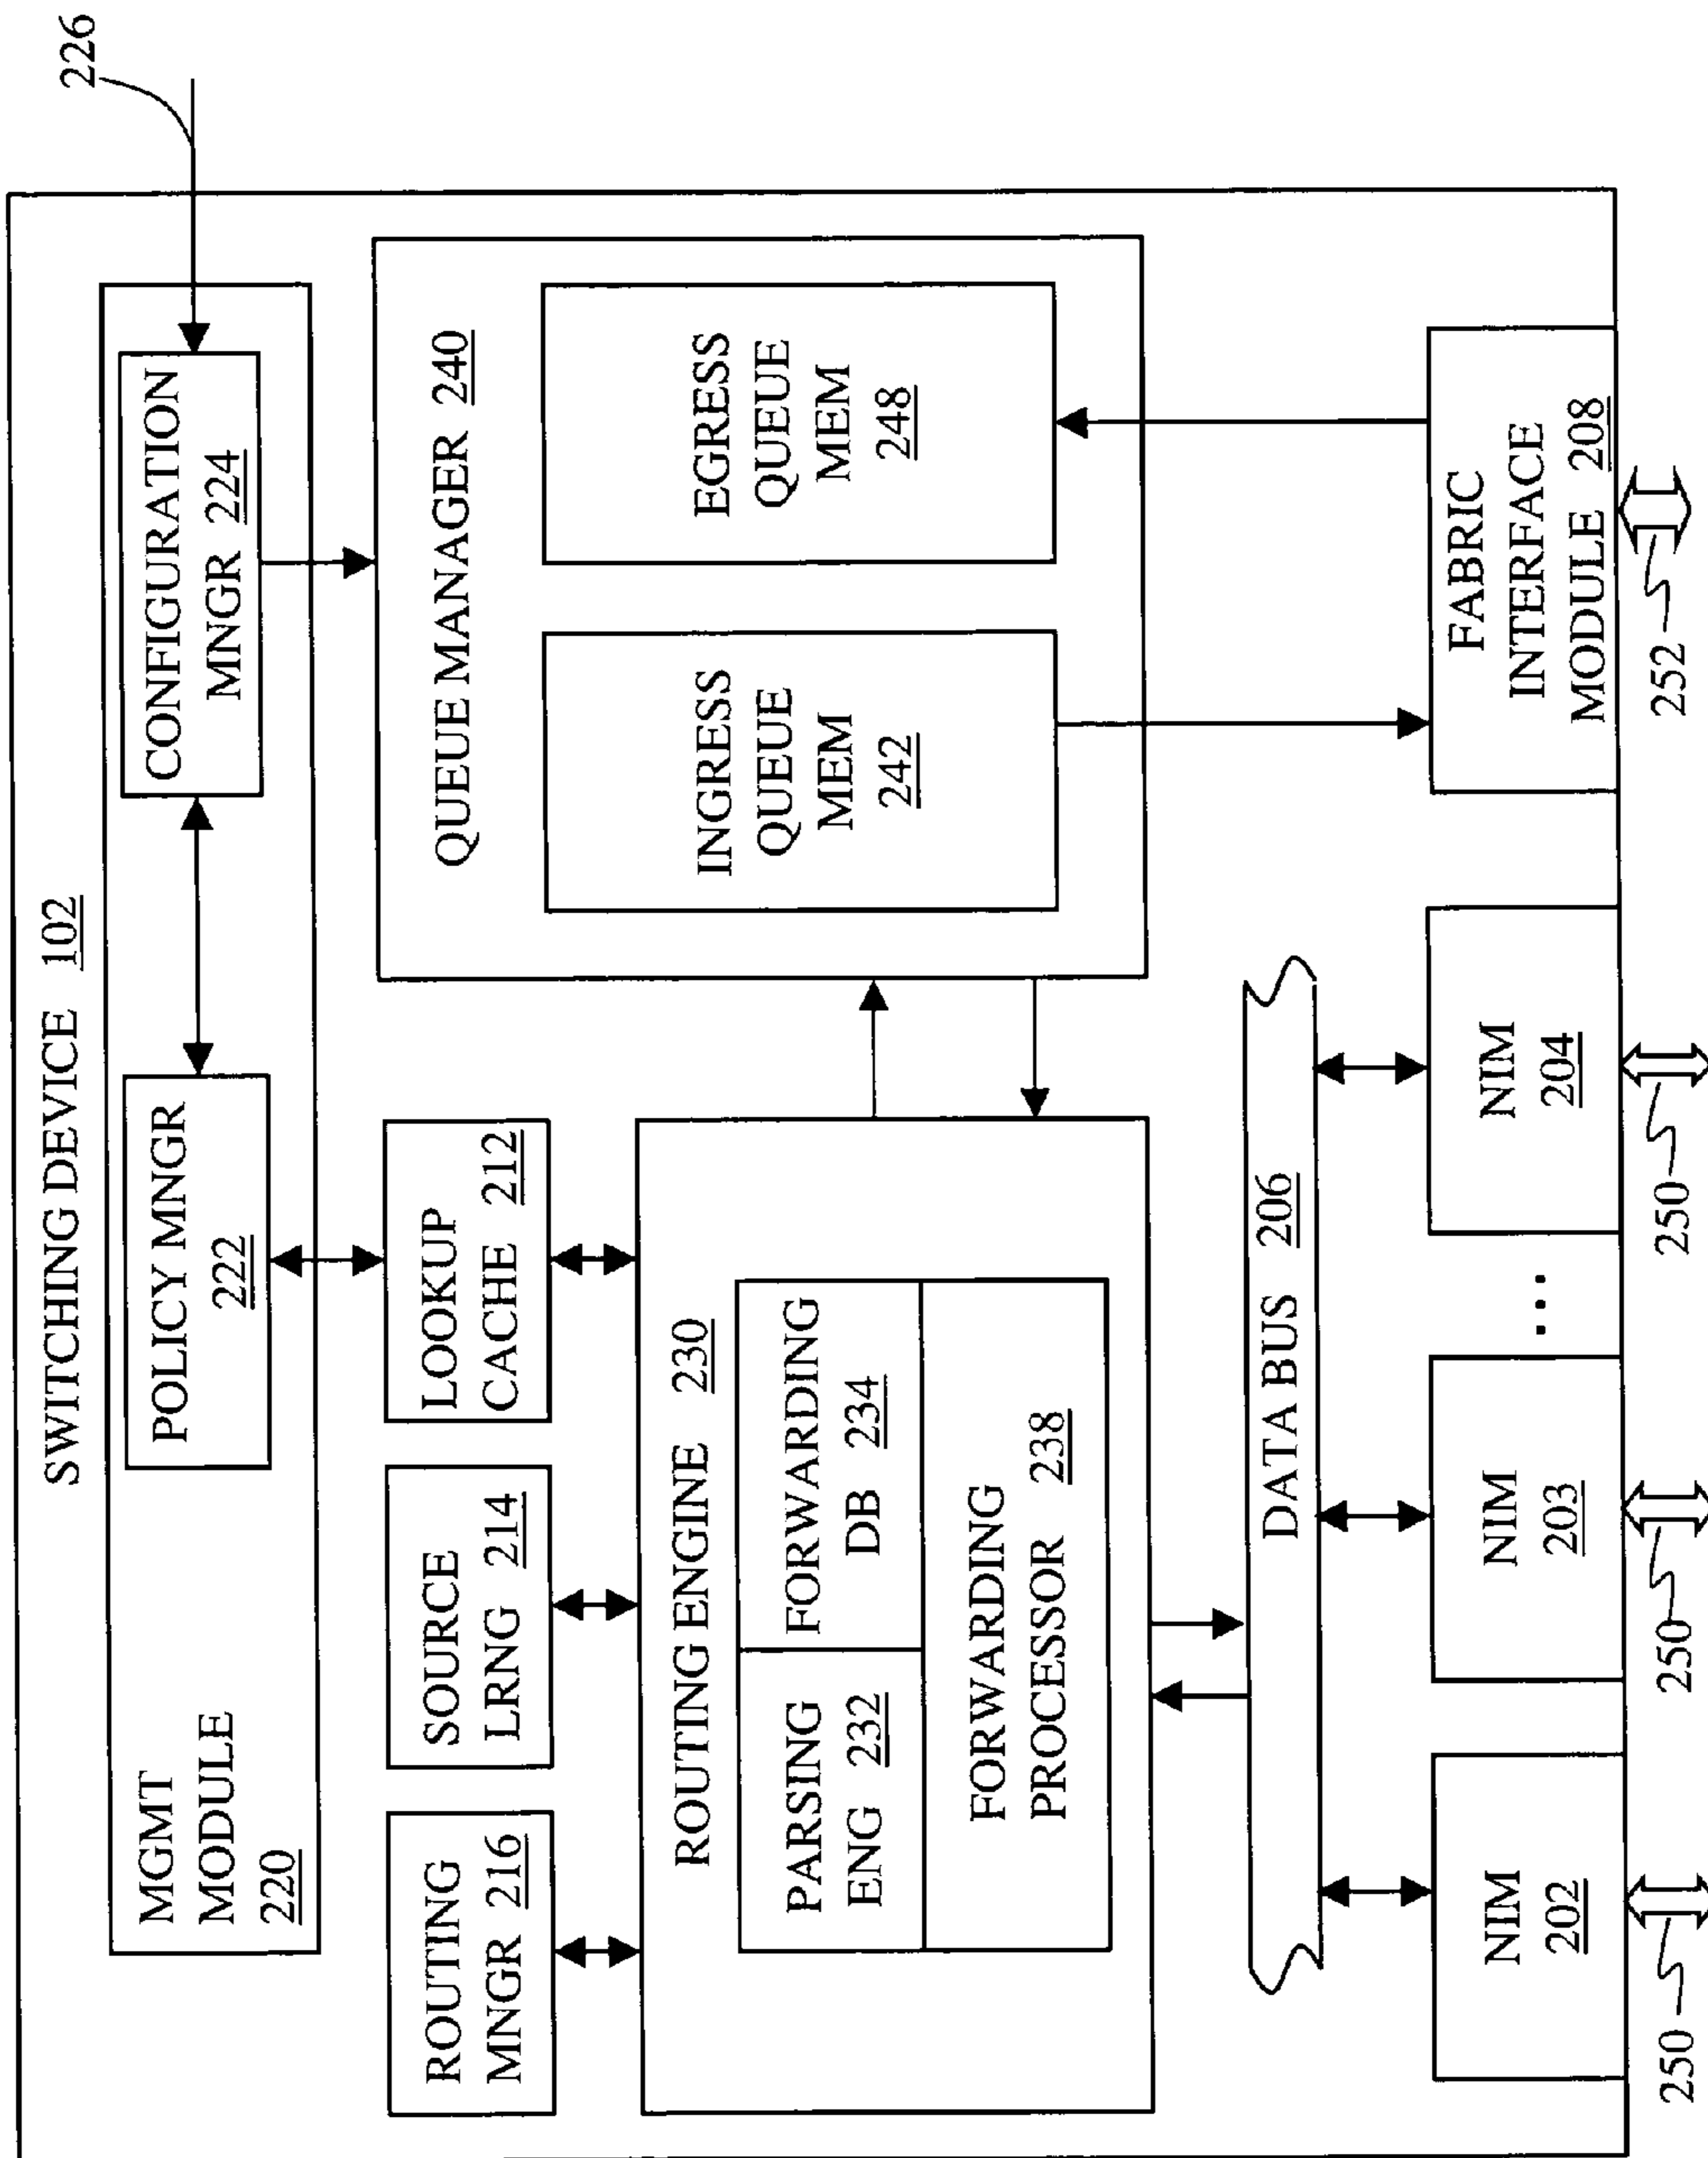 226
SWITCHING DEVICE 102
MGMT
MODULE
220
POLICY MNGR
222
CONFIGURATION
MNGR 224
ROUTING
MNGR 216
SOURCE
LRNG 214
LOOKUP
CACHE 212
QUEUE MANAGER 240
INGRESS
QUEUE
MEM
242
EGRESS
QUEUE
MEM
248
ROUTING ENGINE 230
PARSING
ENG 232
FORWARDING
DB 234
FORWARDING
PROCESSOR 238
DATA BUS 206
NIM
202
NIM
203
...
NIM
204
FABRIC
INTERFACE
MODULE 208
250
250
250
252